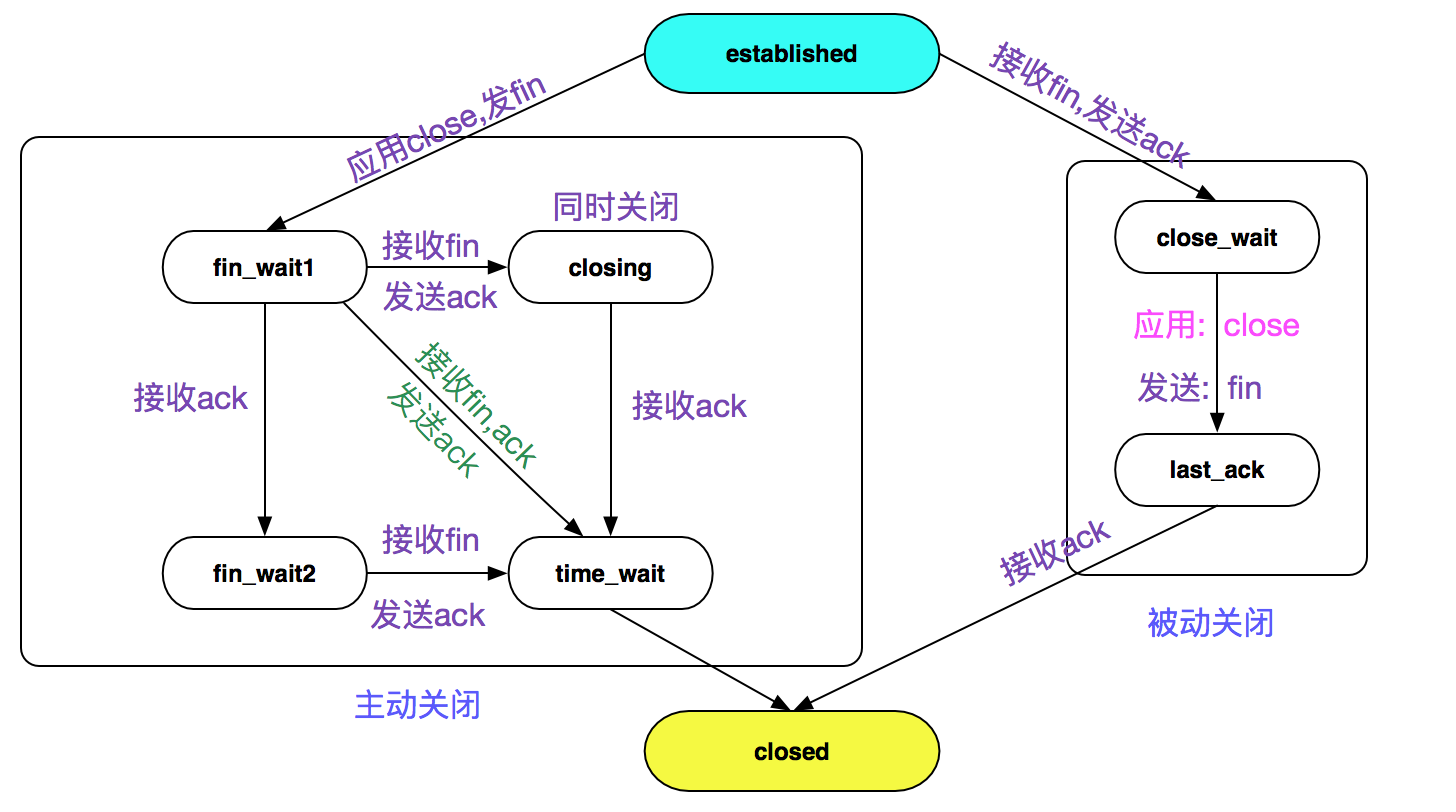 established
应用close,发fin
接收fin,发送ack
同时关闭
fin_wait1
接收fin
发送ack
closing
接收ack
接收fin,ack
发送ack
接收ack
fin_wait2
接收fin
发送ack
time_wait
主动关闭
close_wait
应用: close
发送: fin
last_ack
接收ack
被动关闭
closed